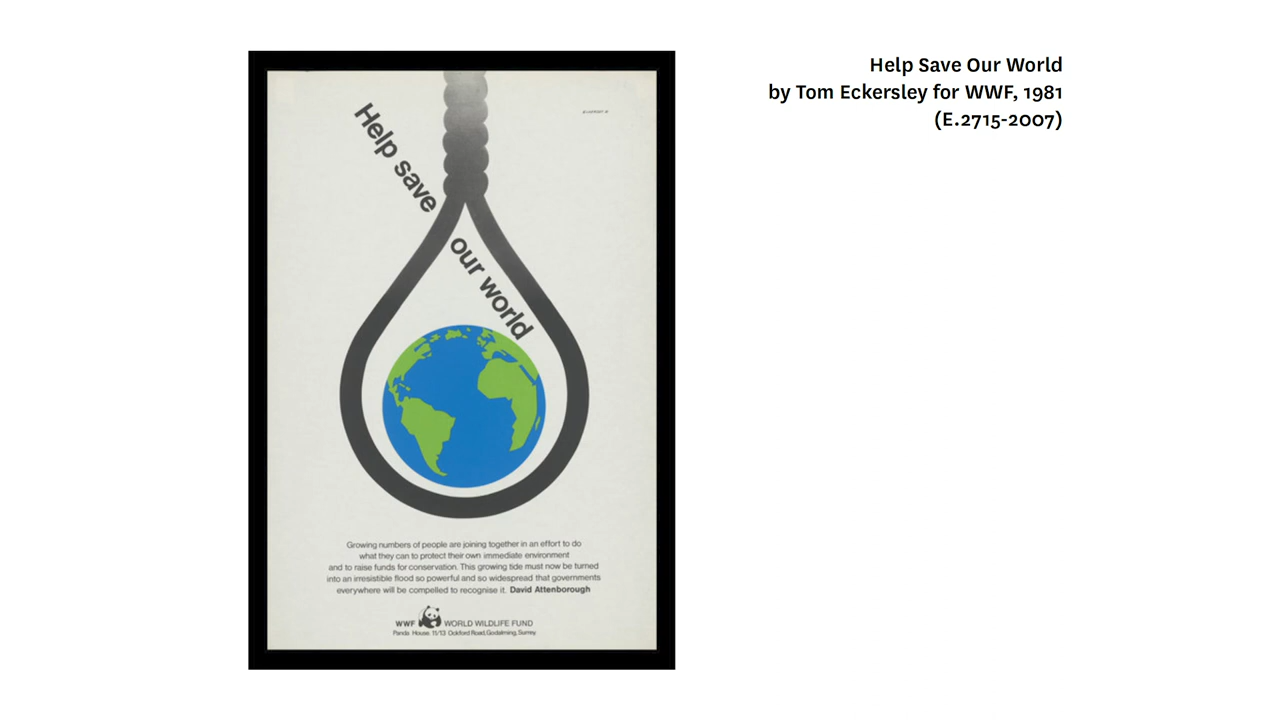 Help Save Our World
by Tom Eckersley for WWF, 1981
(E.2715-2007)
Help save
our world
Growing numbers of people are joining together in an effort to do
what they can to protect their own immediate environment
and to raise funds for conservation. This growing tide must now be turned
into an irresistible flood so powerful and so widespread that governments
everywhere will be compelled to recognise it. David Attenborough
WWF WORLD WILDLIFE FUND
Panda House 11/13 Ockford Road, Godalming, Surrey.